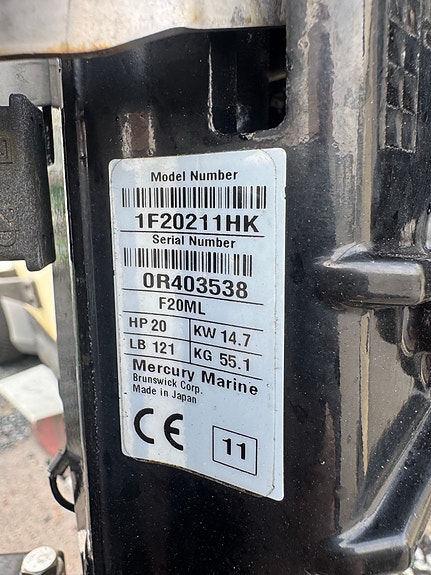 Model Number
1F20211HK
Serial Number
0R403538
F20ML
HP 20 KW 14.7
LB 121 KG 55.1
Mercury Marine
Brunswick Corp.
Made in Japan
CE 11